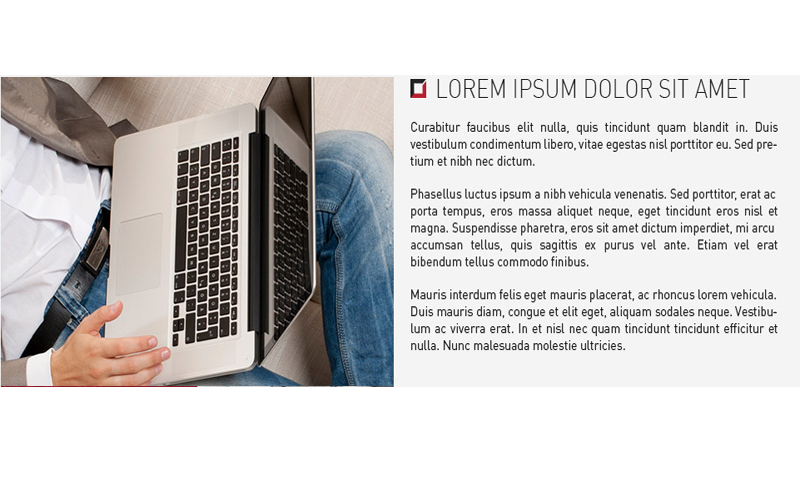 LOREM IPSUM DOLOR SIT AMET
Curabitur faucibus elit nulla, quis tincidunt quam blandit in. Duis
vestibulum condimentum libero, vitae egestas nisl porttitor eu. Sed pre-
tium et nibh nec dictum.
Phasellus luctus ipsum a nibh vehicula venenatis. Sed porttitor, erat ac
porta tempus, eros massa aliquet neque, eget tincidunt eros nisl et
magna. Suspendisse pharetra, eros sit amet dictum imperdiet, mi arcu
accumsan tellus, quis sagittis ex purus vel ante. Etiam vel erat
bibendum tellus commodo finibus.
Mauris interdum felis eget mauris placerat, ac rhoncus lorem vehicula.
Duis mauris diam, congue et elit eget, aliquam sodales neque. Vestibu-
lum ac viverra erat. In et nisl nec quam tincidunt tincidunt efficitur et
nulla. Nunc malesuada molestie ultricies.